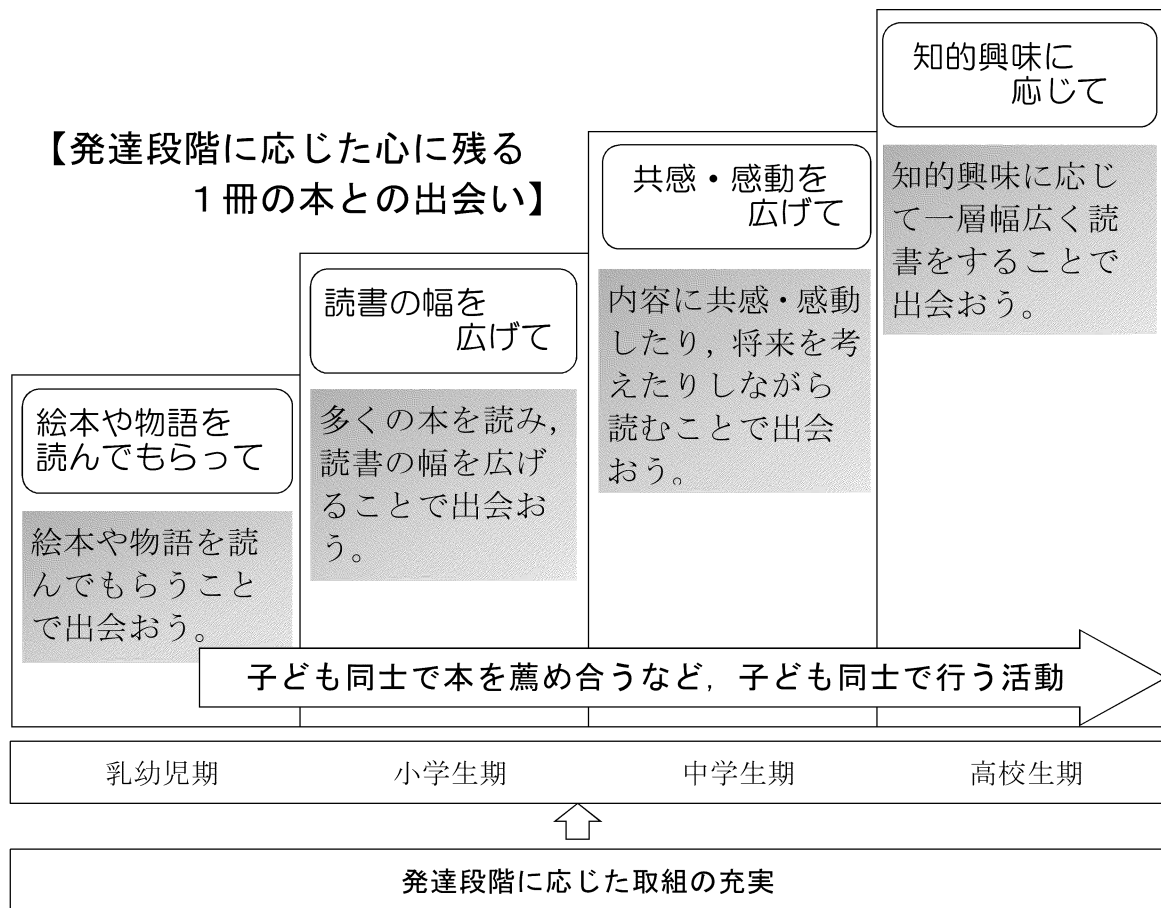 【発達段階に応じた心に残る
１冊の本との出会い】
絵本や物語を
読んでもらって
絵本や物語を読
んでもらうこと
で出会おう。
読書の幅を
広げて
多くの本を読み，
読書の幅を広げ
ることで出会お
う。
共感・感動を
広げて
内容に共感・感動
したり，将来を考
えたりしながら
読むことで出会
おう。
知的興味に
応じて
知的興味に応じ
て一層幅広く読
書をすることで
出会おう。
子ども同士で本を薦め合うなど，子ども同士で行う活動
乳幼児期
小学生期
中学生期
高校生期
発達段階に応じた取組の充実